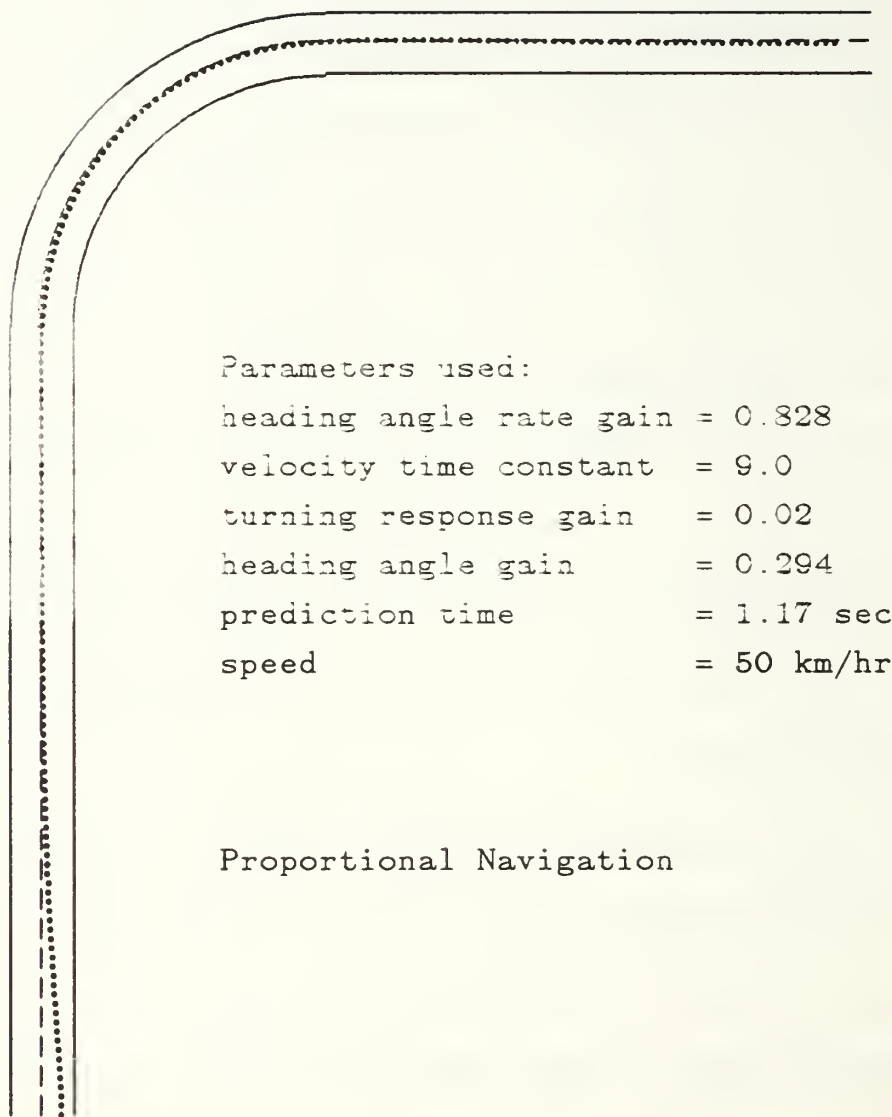 Parameters used:
heading angle rate gain = 0.828
velocity time constant = 9.0
turning response gain = 0.02
heading angle gain = 0.294
prediction time = 1.17 sec
speed = 50 km/hr
Proportional Navigation